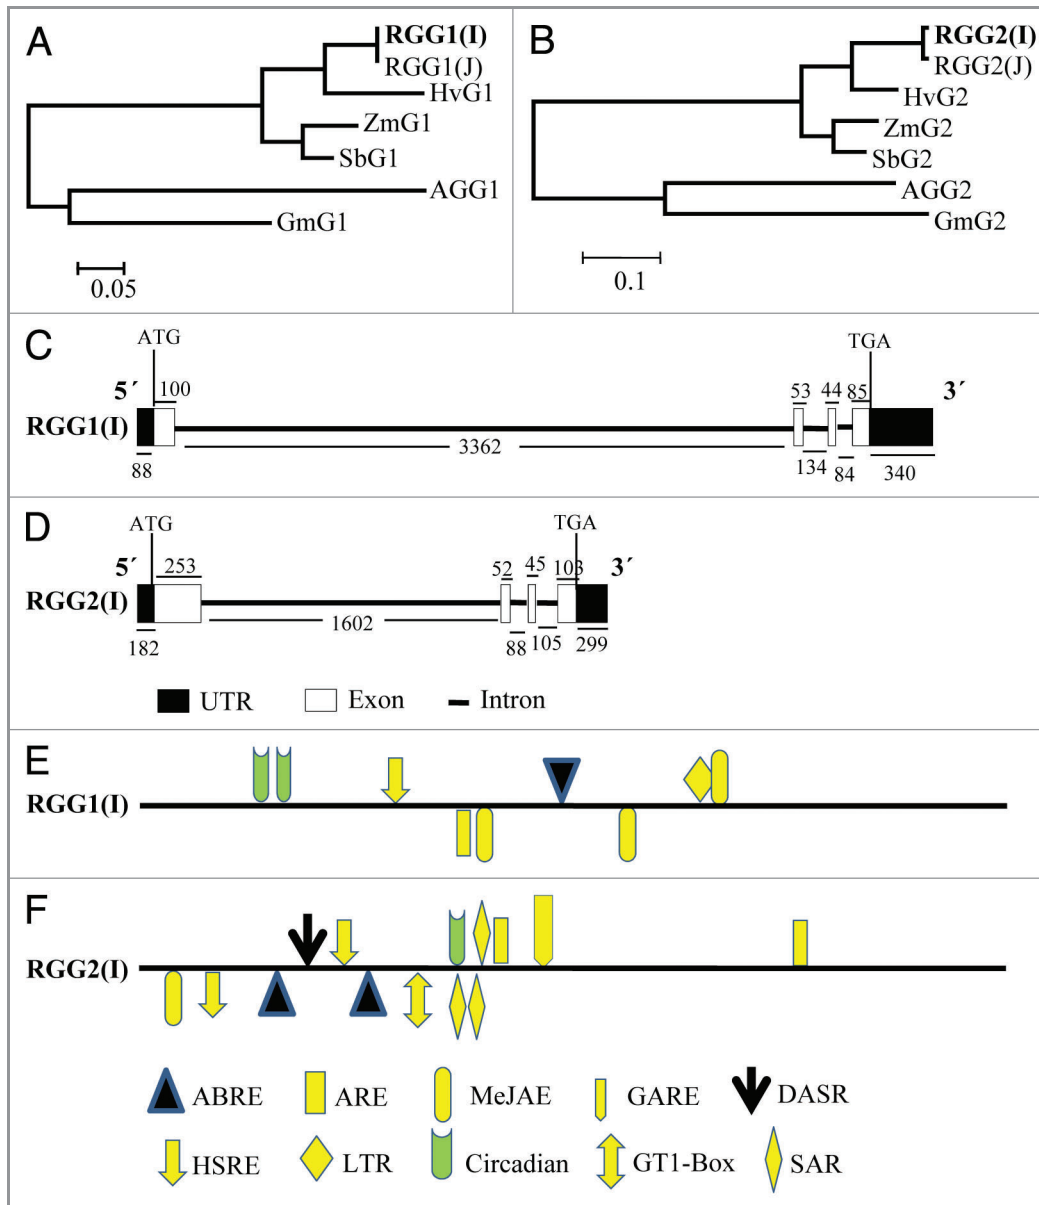 A
RGG1(I)
RGG1(J)
HvG1
ZmG1
SbG1
AGG1
GmG1
0.05
B
RGG2(I)
RGG2(J)
HvG2
ZmG2
SbG2
AGG2
GmG2
0.1
C
ATG
TGA
5´ 100 53 44 85 3´
RGG1(I)
88 3362 134 84 340
D
ATG
TGA
5´ 253 52 45 103 3´
RGG2(I)
182 1602 88 105 299
UTR Exon Intron
E
RGG1(I)
F
RGG2(I)
ABRE ARE MeJAE GARE DASR
HSRE LTR Circadian GT1-Box SAR